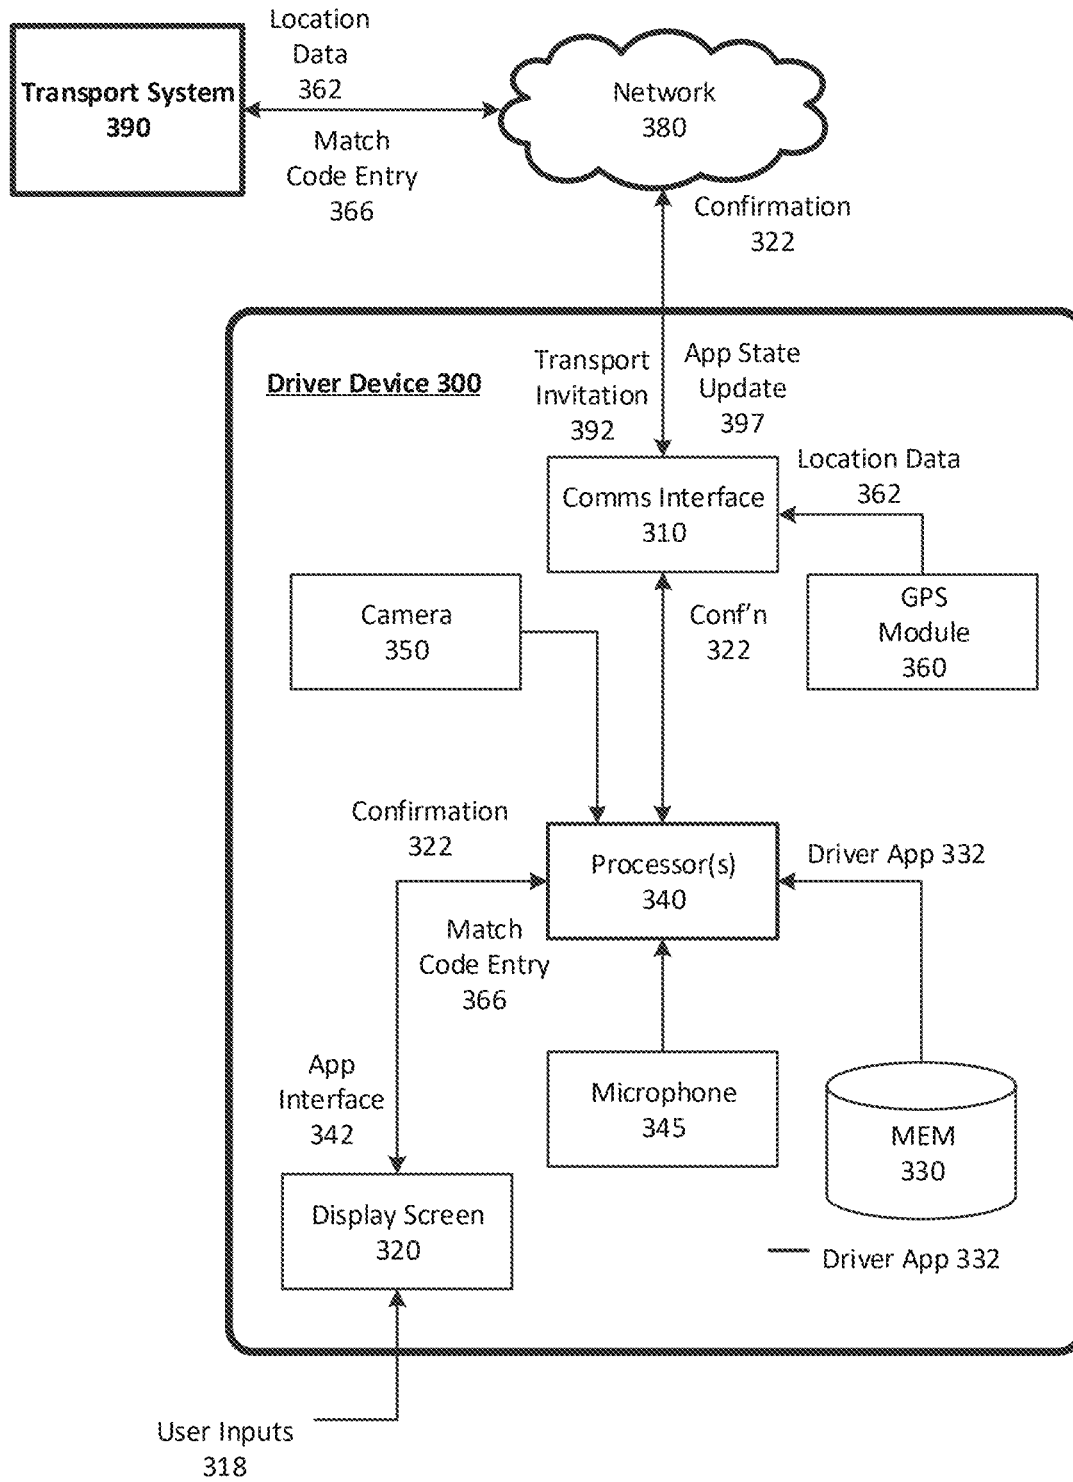 Location
Data
362
Transport System
390
Match
Code Entry
366
Network
380
Confirmation
322
Driver Device 300
Transport
Invitation
392
App State
Update
397
Comms Interface
310
Location Data
362
Camera
350
Conf'n
322
GPS
Module
360
Confirmation
322
Processor(s)
340
Driver App 332
Match
Code Entry
366
App
Interface
342
Microphone
345
MEM
330
Display Screen
320
Driver App 332
User Inputs
318